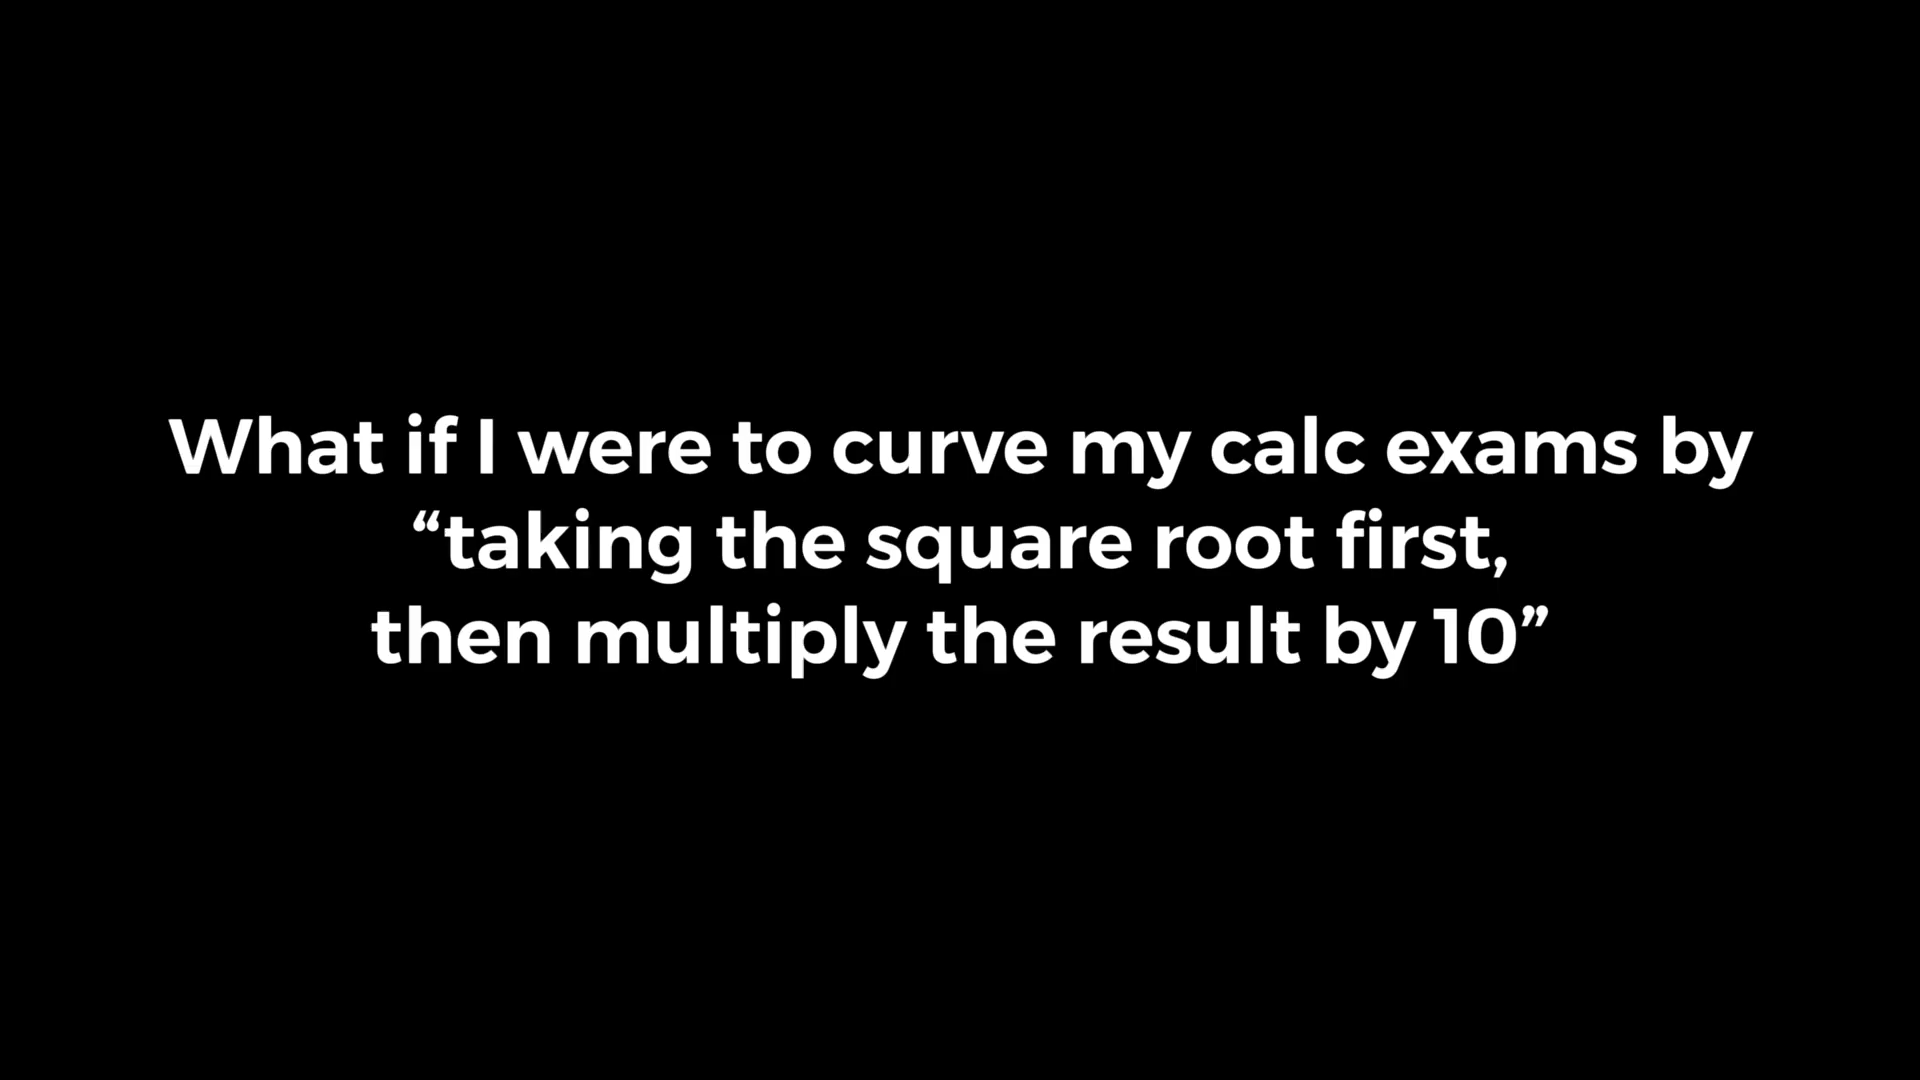 What if I were to curve my calc exams by
“taking the square root first,
then multiply the result by 10”